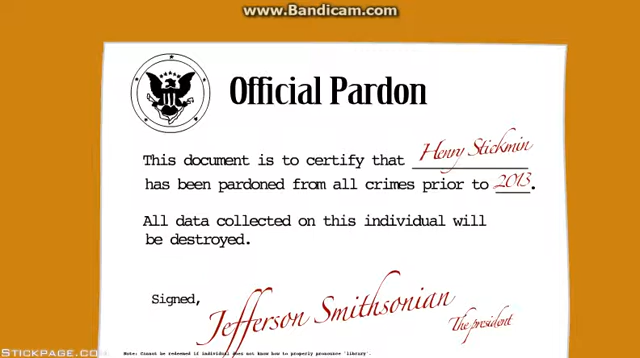 www.Bandicam.com
Official Pardon
This document is to certify that Henry Stickmin
has been pardoned from all crimes prior to 2013.
All data collected on this individual will
be destroyed.
Signed, Jefferson Smithsonian
The president
STICKPAGE.COM
Note: Cannot be redeemed if individual does not know how to properly pronounce 'library'.